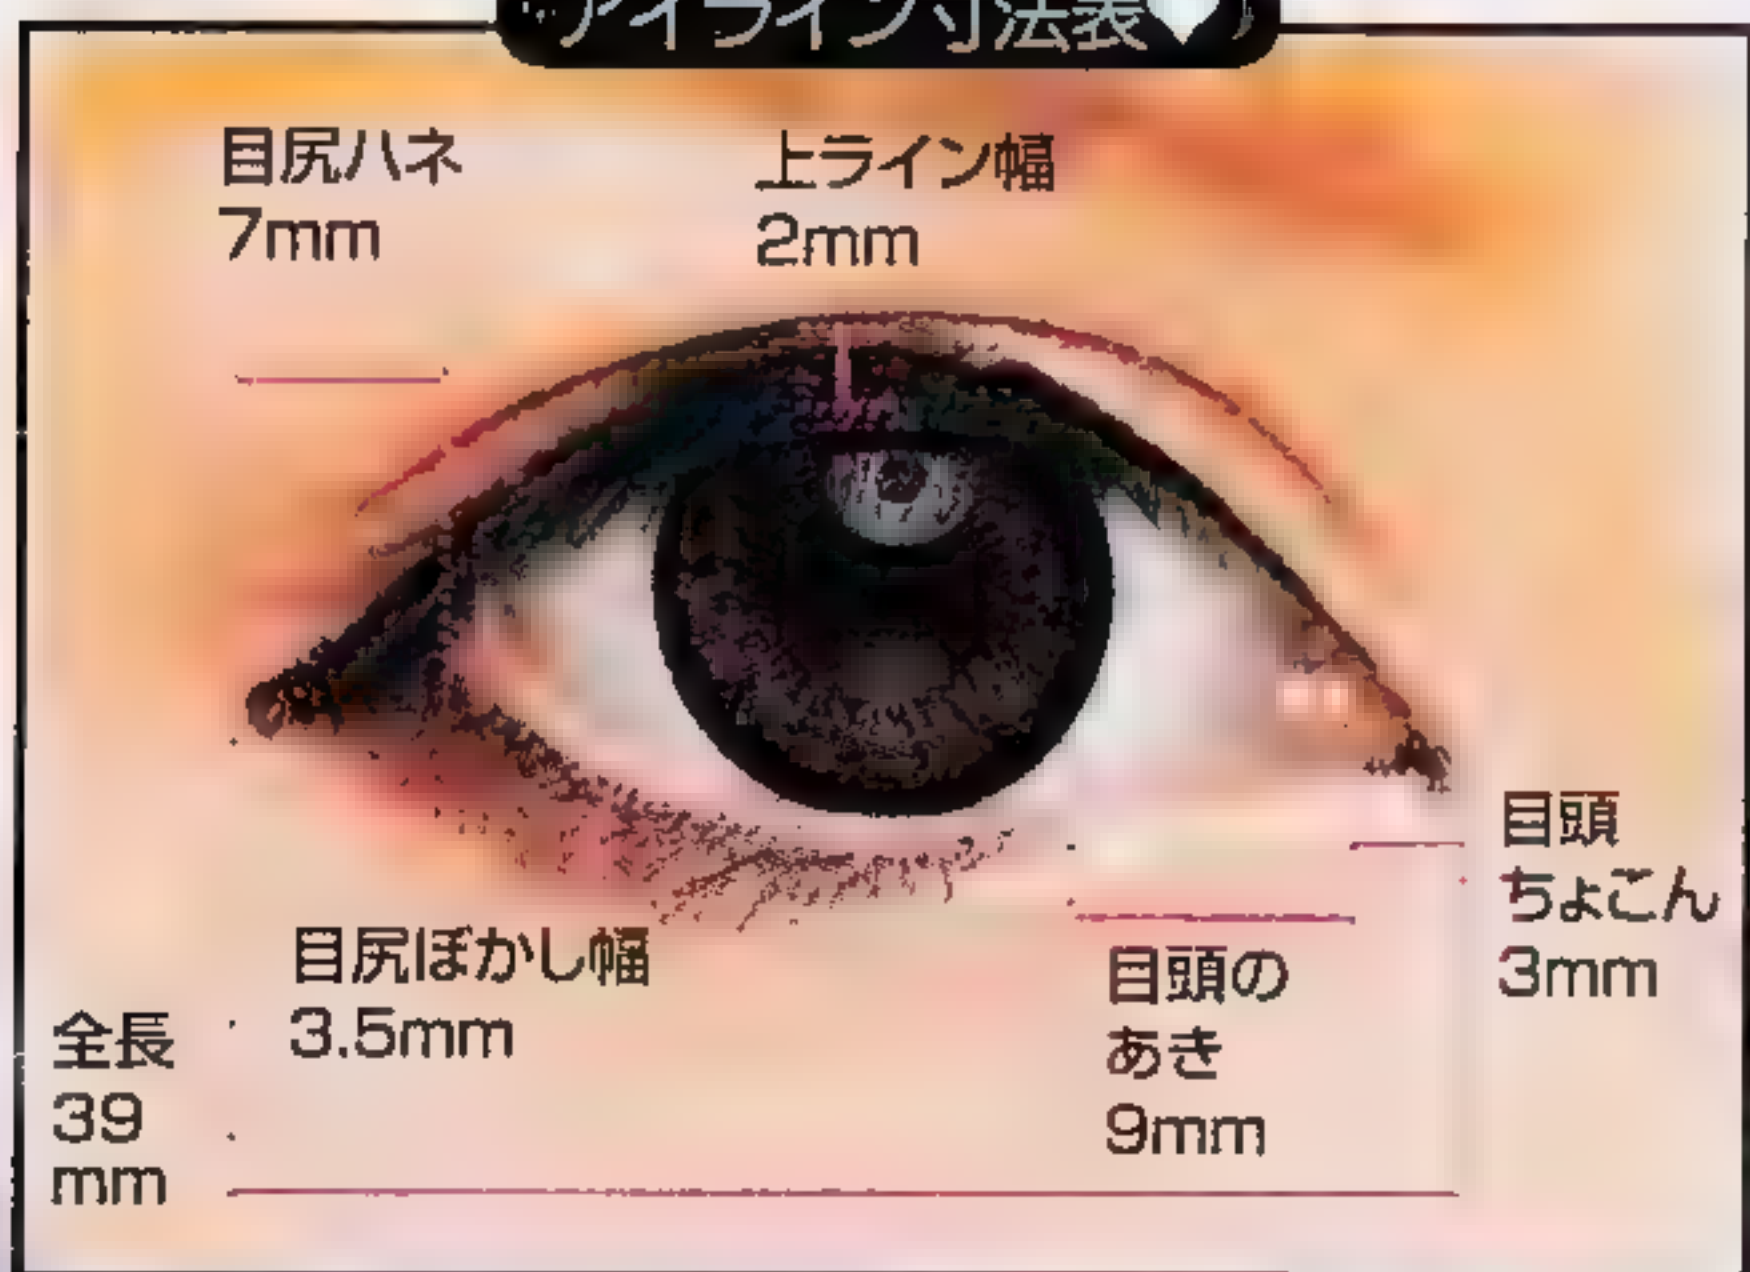 アイライン寸法表♥
目尻ハネ
7mm
上ライン幅
2mm
目頭
ちょこん
3mm
目尻ぼかし幅
3.5mm
目頭の
あき
9mm
全長
39
mm